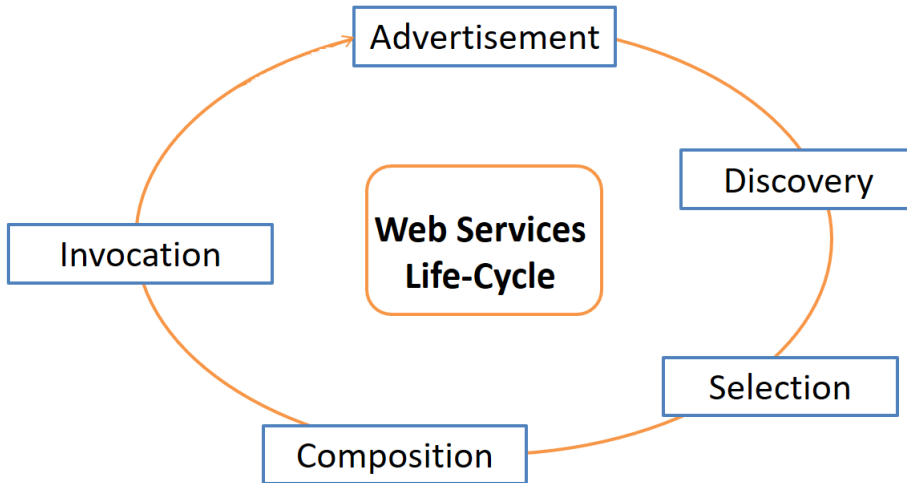 Advertisement
Discovery
Web Services
Life-Cycle
Invocation
Selection
Composition